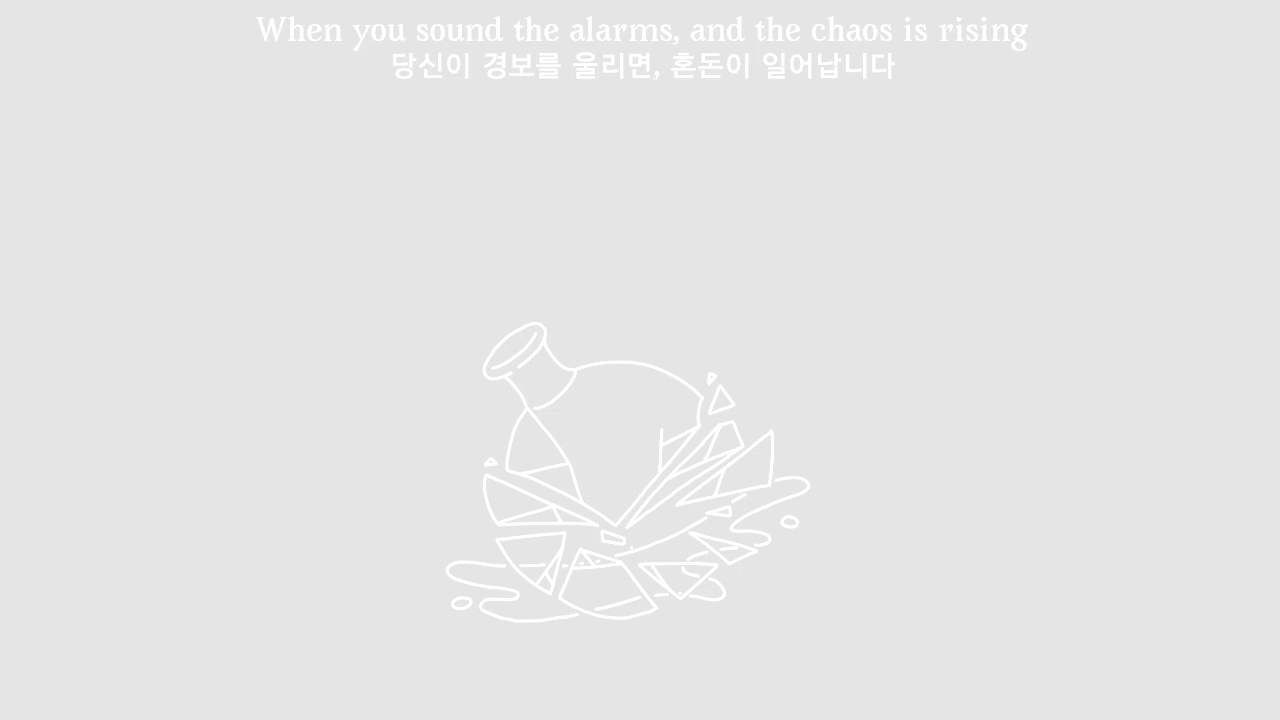 When you sound the alarms, and the chaos is rising
당신이 경보를 울리면, 혼돈이 일어납니다